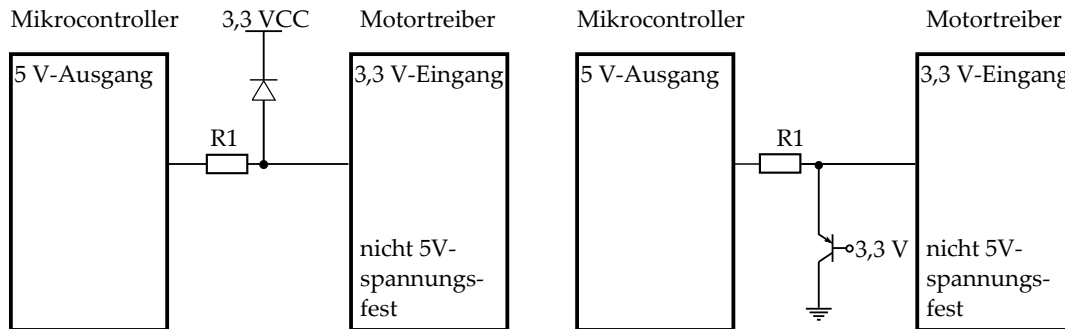 Mikrocontroller
3,3 VCC
Motortreiber
5 V-Ausgang
3,3 V-Eingang
R1
nicht 5V-
spannungs-
fest
Mikrocontroller
Motortreiber
5 V-Ausgang
3,3 V-Eingang
R1
3,3 V
nicht 5V-
spannungs-
fest